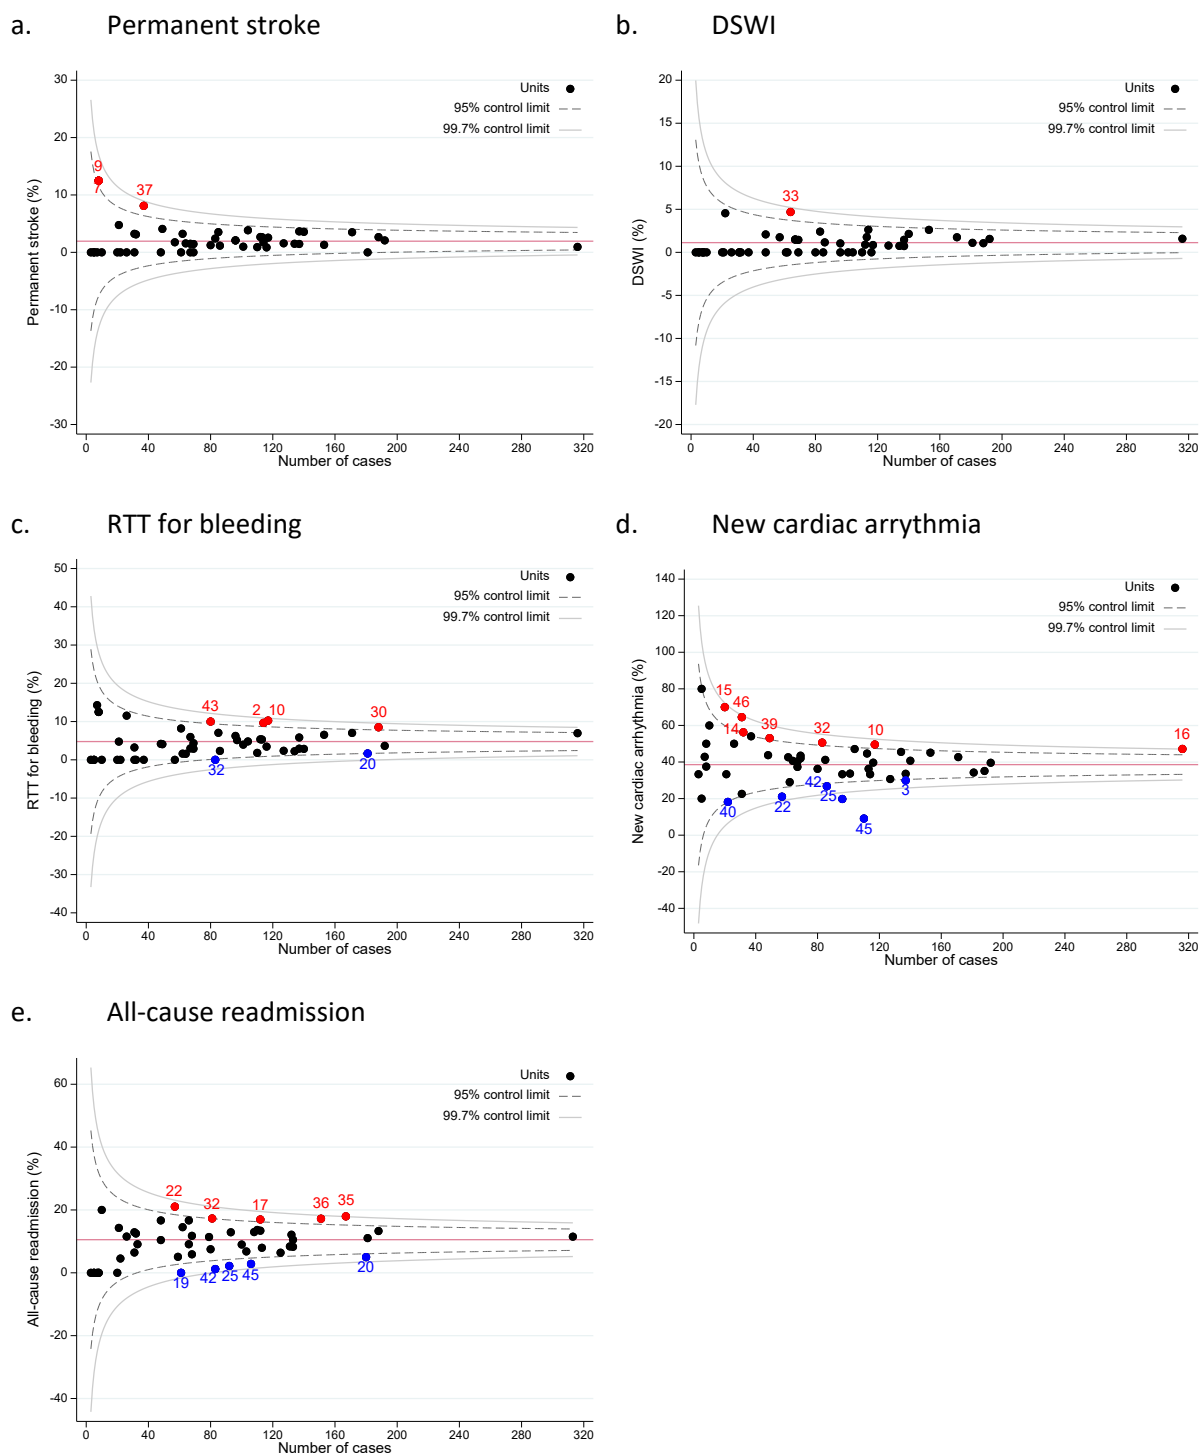 a. Permanent stroke
30
20
10
0
-10
-20
-30
Permanent stroke (%)
Units
95% control limit
99.7% control limit
9
7
37
0 40 80 120 160 200 240 280 320
Number of cases
b. DSWI
20
15
10
5
0
-5
-10
-15
-20
DSWI (%)
Units
95% control limit
99.7% control limit
33
0 40 80 120 160 200 240 280 320
Number of cases
c. RTT for bleeding
50
40
30
20
10
0
-10
-20
-30
-40
RTT for bleeding (%)
Units
95% control limit
99.7% control limit
43 2 10 30
32 20
0 40 80 120 160 200 240 280 320
Number of cases
d. New cardiac arrythmia
140
120
100
80
60
40
20
0
-20
-40
New cardiac arrythmia (%)
Units
95% control limit
99.7% control limit
15
46
14 39 32 10 16
40 22 42 25 45 3
0 40 80 120 160 200 240 280 320
Number of cases
e. All-cause readmission
60
40
20
0
-20
-40
All-cause readmission (%)
Units
95% control limit
99.7% control limit
22 32 17 36 35
19 42 25 45 20
0 40 80 120 160 200 240 280 320
Number of cases